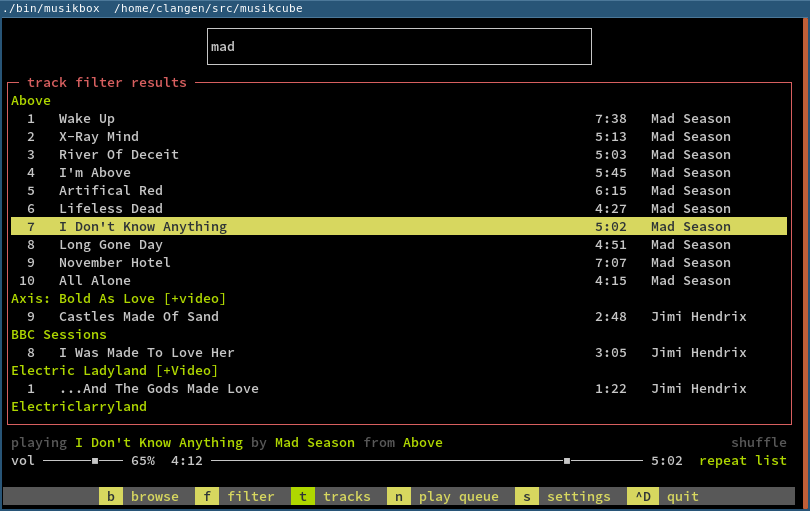 ./bin/musikbox /home/clangen/src/musikcube
mad
track filter results
Above
1 Wake Up 7:38 Mad Season
2 X-Ray Mind 5:13 Mad Season
3 River Of Deceit 5:03 Mad Season
4 I'm Above 5:45 Mad Season
5 Artifical Red 6:15 Mad Season
6 Lifeless Dead 4:27 Mad Season
7 I Don't Know Anything 5:02 Mad Season
8 Long Gone Day 4:51 Mad Season
9 November Hotel 7:07 Mad Season
10 All Alone 4:15 Mad Season
Axis: Bold As Love [+video]
9 Castles Made Of Sand 2:48 Jimi Hendrix
BBC Sessions
8 I Was Made To Love Her 3:05 Jimi Hendrix
Electric Ladyland [+Video]
1 ...And The Gods Made Love 1:22 Jimi Hendrix
Electriclarryland
playing I Don't Know Anything by Mad Season from Above shuffle
vol 65% 4:12 5:02 repeat list
b browse f filter t tracks n play queue s settings ^D quit